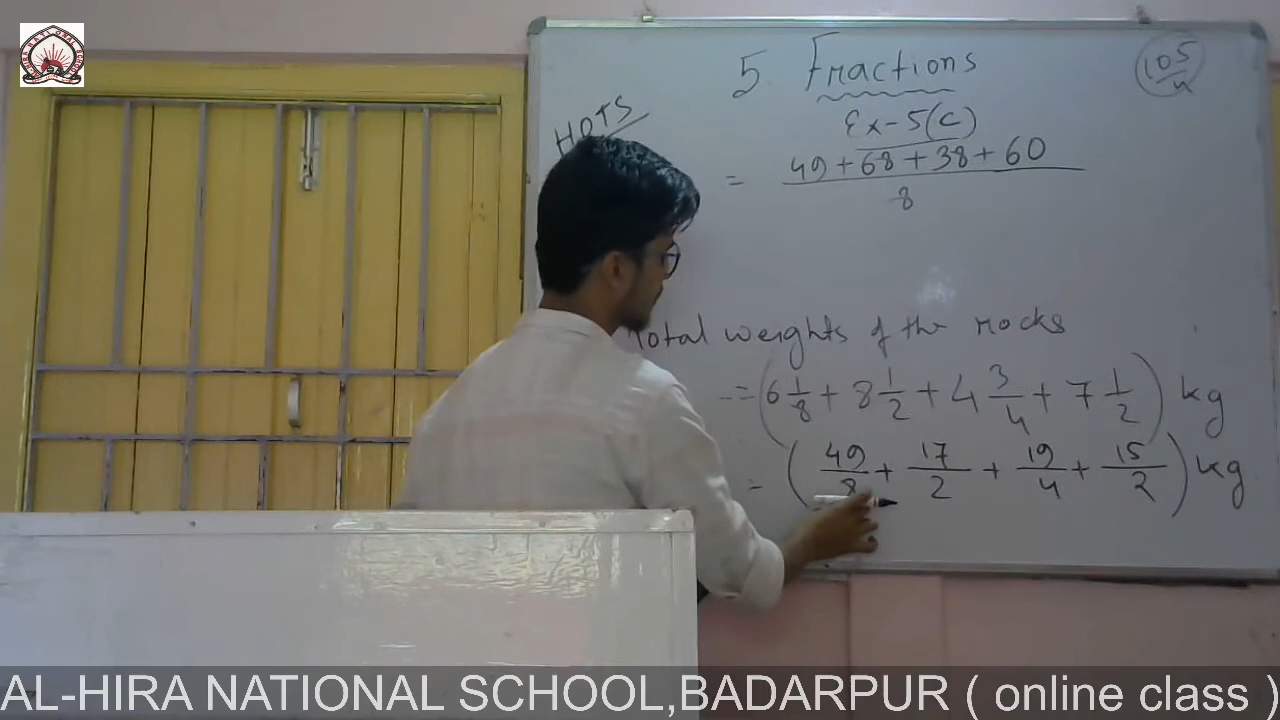 5 Fractions
105/4
HOTS
Ex-5(C)
= 49+68+38+60 / 8
Total weights of the rocks
= (6 1/8 + 8 1/2 + 4 3/4 + 7 1/2) kg
= (49/8 + 17/2 + 19/4 + 15/2) kg
AL-HIRA NATIONAL SCHOOL,BADARPUR ( online class )